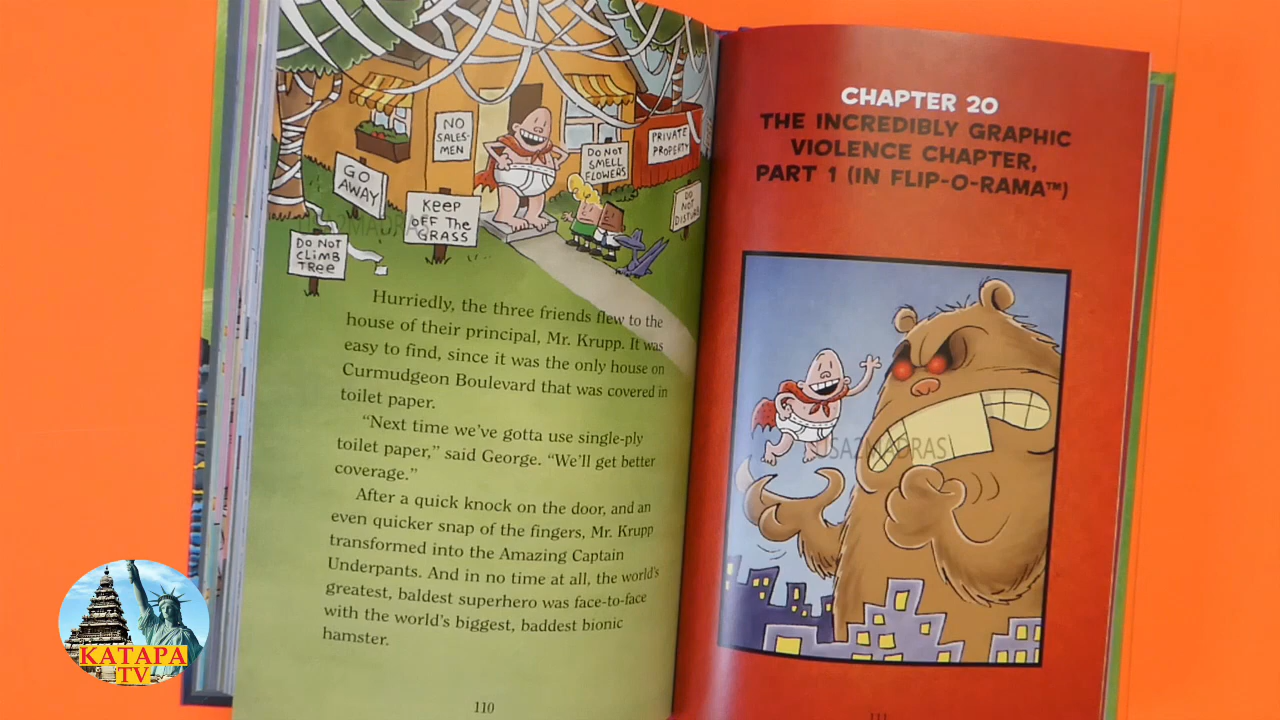 NO
SALES-
MEN
GO
AWAY
KEEP
OFF THE
GRASS
DO NOT
CLIMB
TREE
DO NOT
SMELL
FLOWERS
PRIVATE
PROPERTY
DO
NOT
DISTURB
Hurriedly, the three friends flew to the
house of their principal, Mr. Krupp. It was
easy to find, since it was the only house on
Curmudgeon Boulevard that was covered in
toilet paper.
“Next time we’ve gotta use single-ply
toilet paper,” said George. “We’ll get better
coverage.”
After a quick knock on the door, and an
even quicker snap of the fingers, Mr. Krupp
transformed into the Amazing Captain
Underpants. And in no time at all, the world’s
greatest, baldest superhero was face-to-face
with the world’s biggest, baddest bionic
hamster.
110
CHAPTER 20
THE INCREDIBLY GRAPHIC
VIOLENCE CHAPTER,
PART 1 (IN FLIP-O-RAMA™)
USA2MADRAS
111
USA2MADRAS
KATAPA
TV